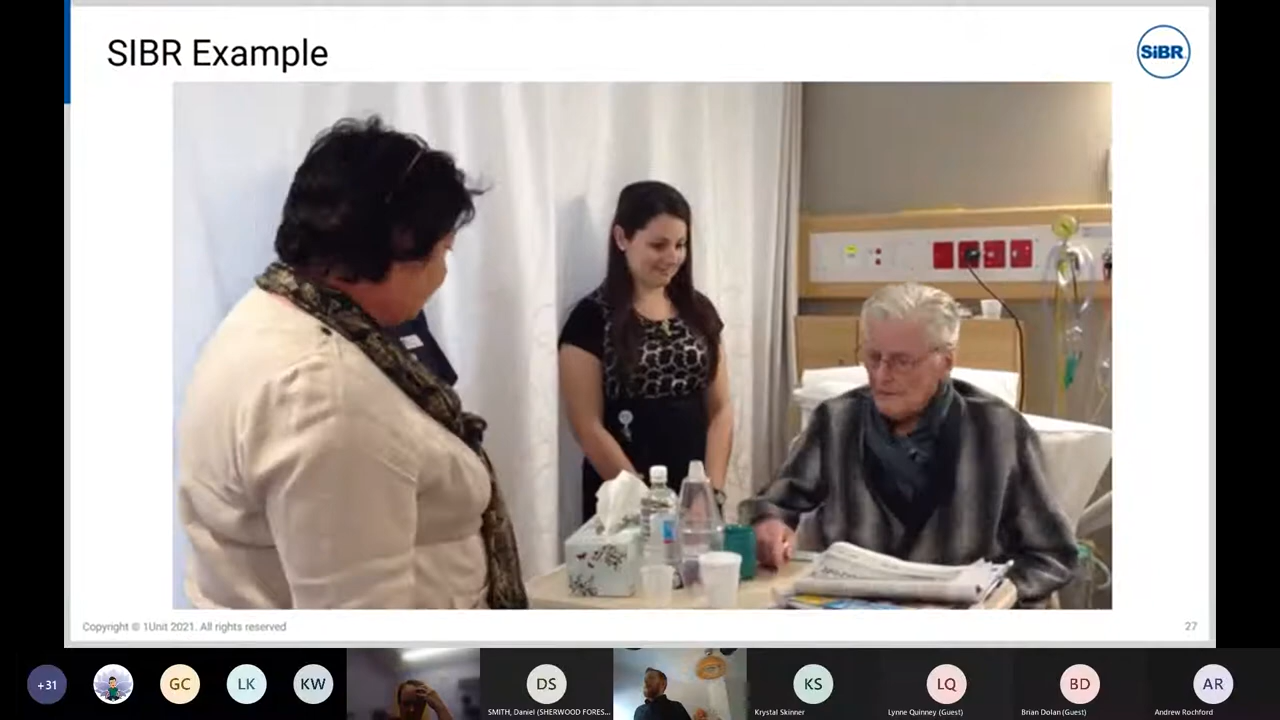 SIBR Example
SiBR
Copyright © 1Unit 2021. All rights reserved
27
+31
GC
LK
KW
DS
SMITH, Daniel (SHERWOOD FORES...
KS
Krystal Skinner
LQ
Lynne Quinney (Guest)
BD
Brian Dolan (Guest)
AR
Andrew Rochford